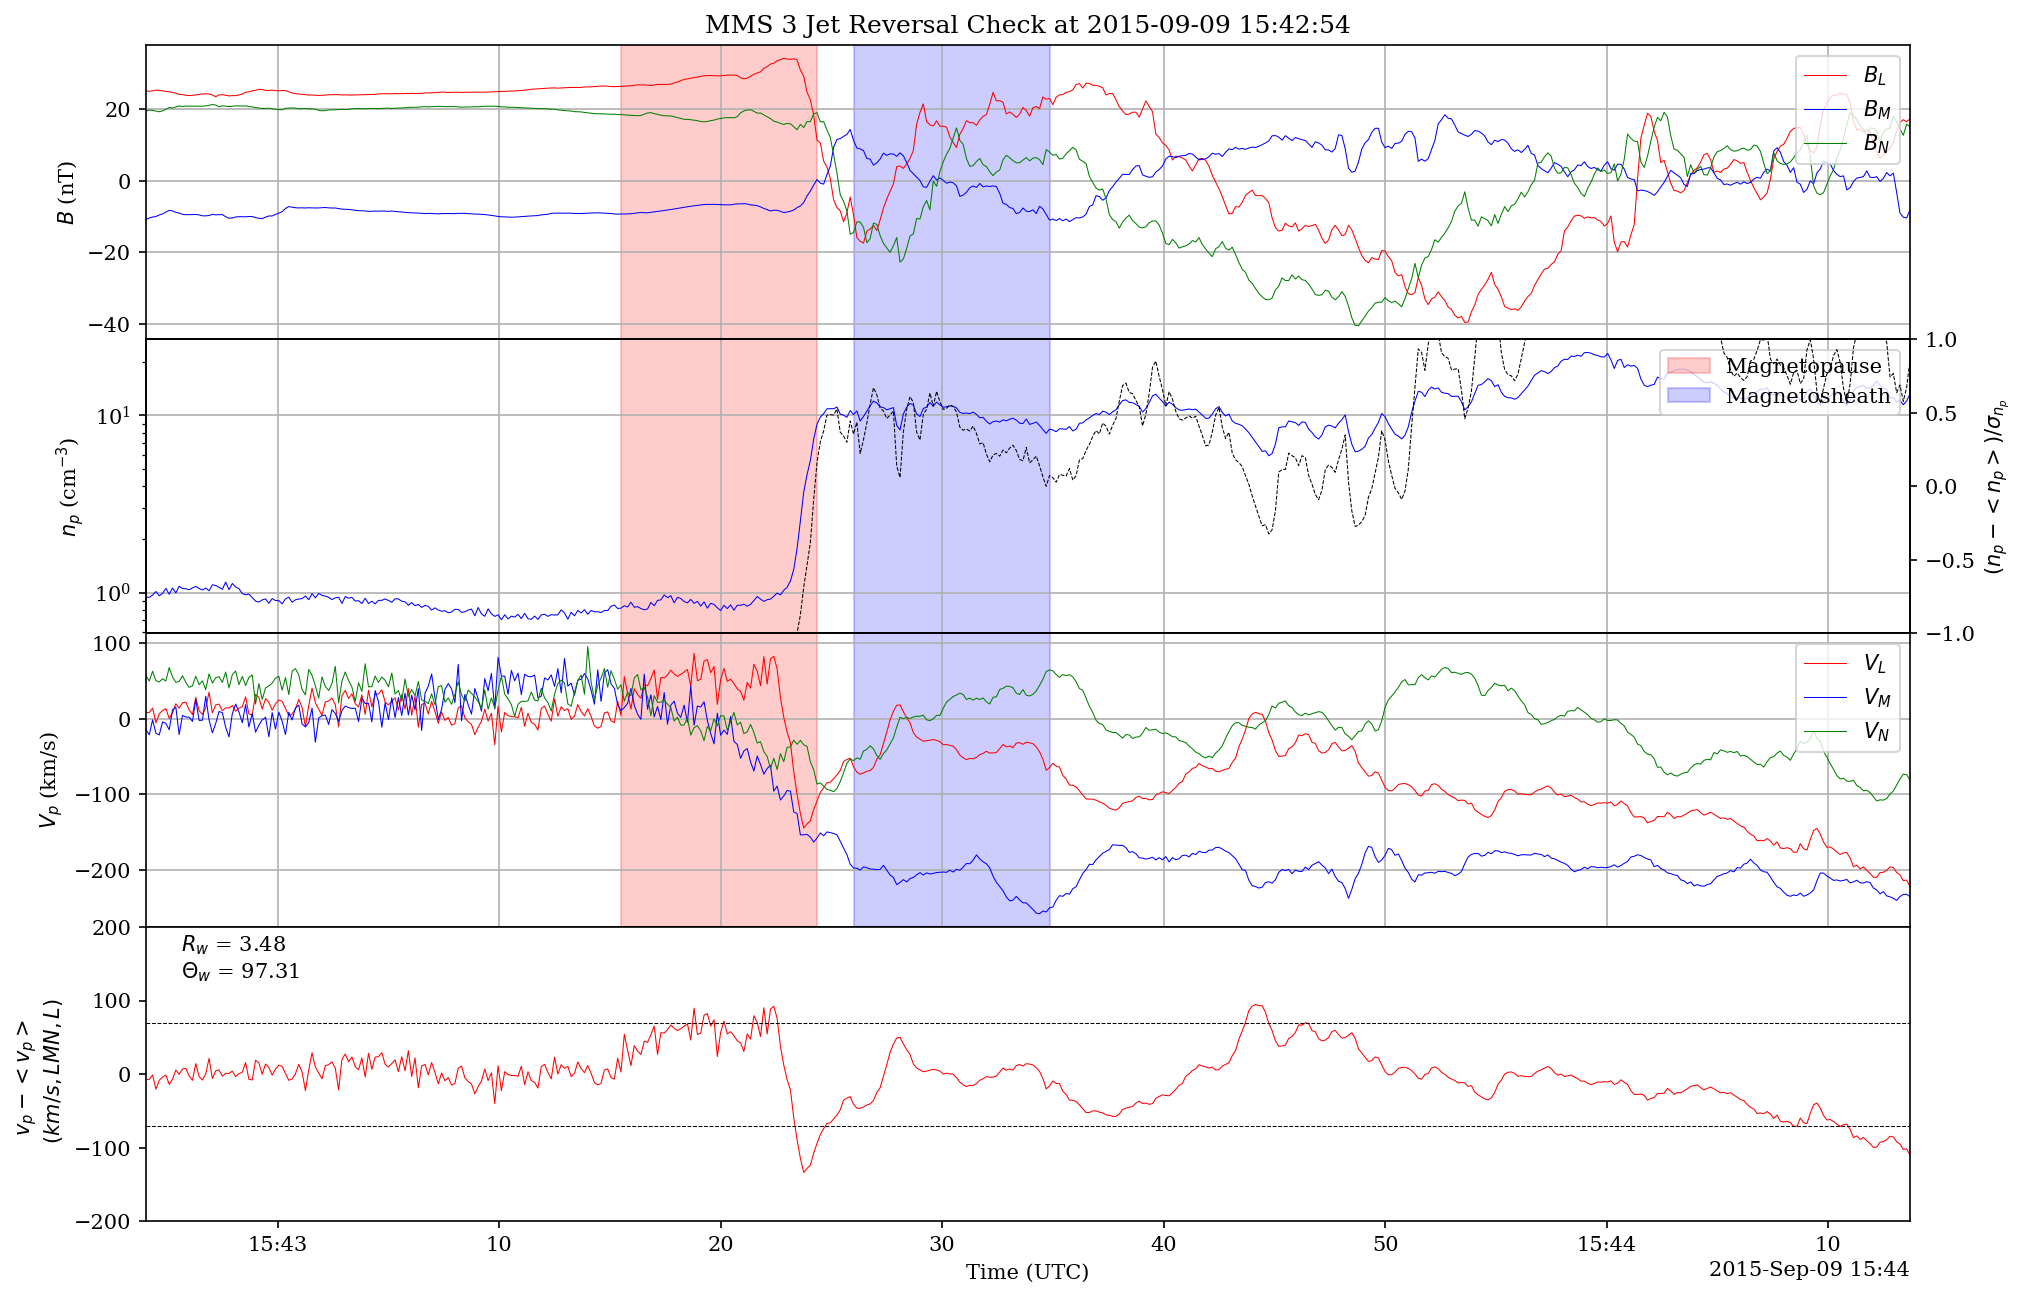 MMS 3 Jet Reversal Check at 2015-09-09 15:42:54
B (nT)
20
0
−20
−40
B_L
B_M
B_N
n_p (cm^{−3})
10^1
10^0
Magnetopause
Magnetosheath
1.0
0.5
0.0
−0.5
−1.0
(n_p − < n_p >)/σ_{n_p}
V_p (km/s)
100
0
−100
−200
V_L
V_M
V_N
v_p − < v_p >
(km/s, LMN, L)
200
100
0
−100
−200
R_w = 3.48
Θ_w = 97.31
15:43
10
20
30
40
50
15:44
10
Time (UTC)
2015-Sep-09 15:44